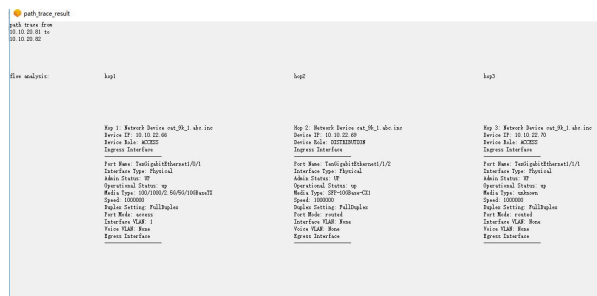 path_trace_result
path trace from
10.10.20.81 to
10.10.20.82
flow analysis:
hop1
hop2
hop3
Hop 1: Network Device cat_9k_1.abc.inc
Device IP: 10.10.22.66
Device Role: ACCESS
Ingress Interface
Port Name: TenGigabitEthernet1/0/1
Interface Type: Physical
Admin Status: UP
Operational Status: up
Media Type: 100/1000/2.5G/5G/10GBaseTX
Speed: 1000000
Duplex Setting: FullDuplex
Port Mode: access
Interface VLAN: 1
Voice VLAN: None
Egress Interface
Hop 2: Network Device cat_9k_1.abc.inc
Device IP: 10.10.22.69
Device Role: DISTRIBUTION
Ingress Interface
Port Name: TenGigabitEthernet1/1/2
Interface Type: Physical
Admin Status: UP
Operational Status: up
Media Type: SFP-10GBase-CX1
Speed: 1000000
Duplex Setting: FullDuplex
Port Mode: routed
Interface VLAN: None
Voice VLAN: None
Egress Interface
Hop 3: Network Device cat_9k_1.abc.inc
Device IP: 10.10.22.70
Device Role: ACCESS
Ingress Interface
Port Name: TenGigabitEthernet1/1/1
Interface Type: Physical
Admin Status: UP
Operational Status: up
Media Type: unknown
Speed: 1000000
Duplex Setting: FullDuplex
Port Mode: routed
Interface VLAN: None
Voice VLAN: None
Egress Interface